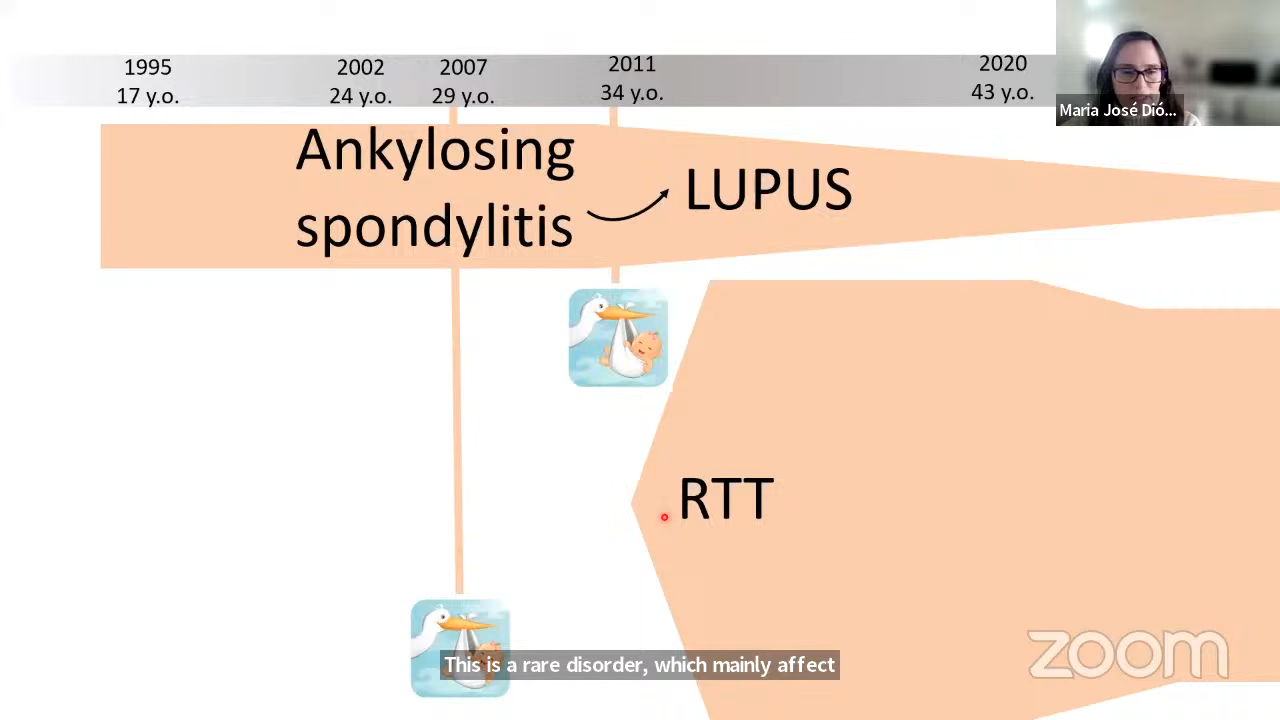 1995
17 y.o.
2002
24 y.o.
2007
29 y.o.
2011
34 y.o.
2020
43 y.o.
Maria José Dió...
Ankylosing
spondylitis
LUPUS
RTT
This is a rare disorder, which mainly affect
zoom